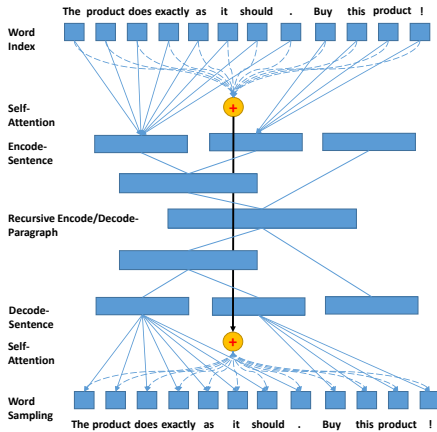 The product does exactly as it should . Buy this product !
Word
Index
Self-
Attention
+
Encode-
Sentence
Recursive Encode/Decode-
Paragraph
Decode-
Sentence
Self-
Attention
+
Word
Sampling
The product does exactly as it should . Buy this product !